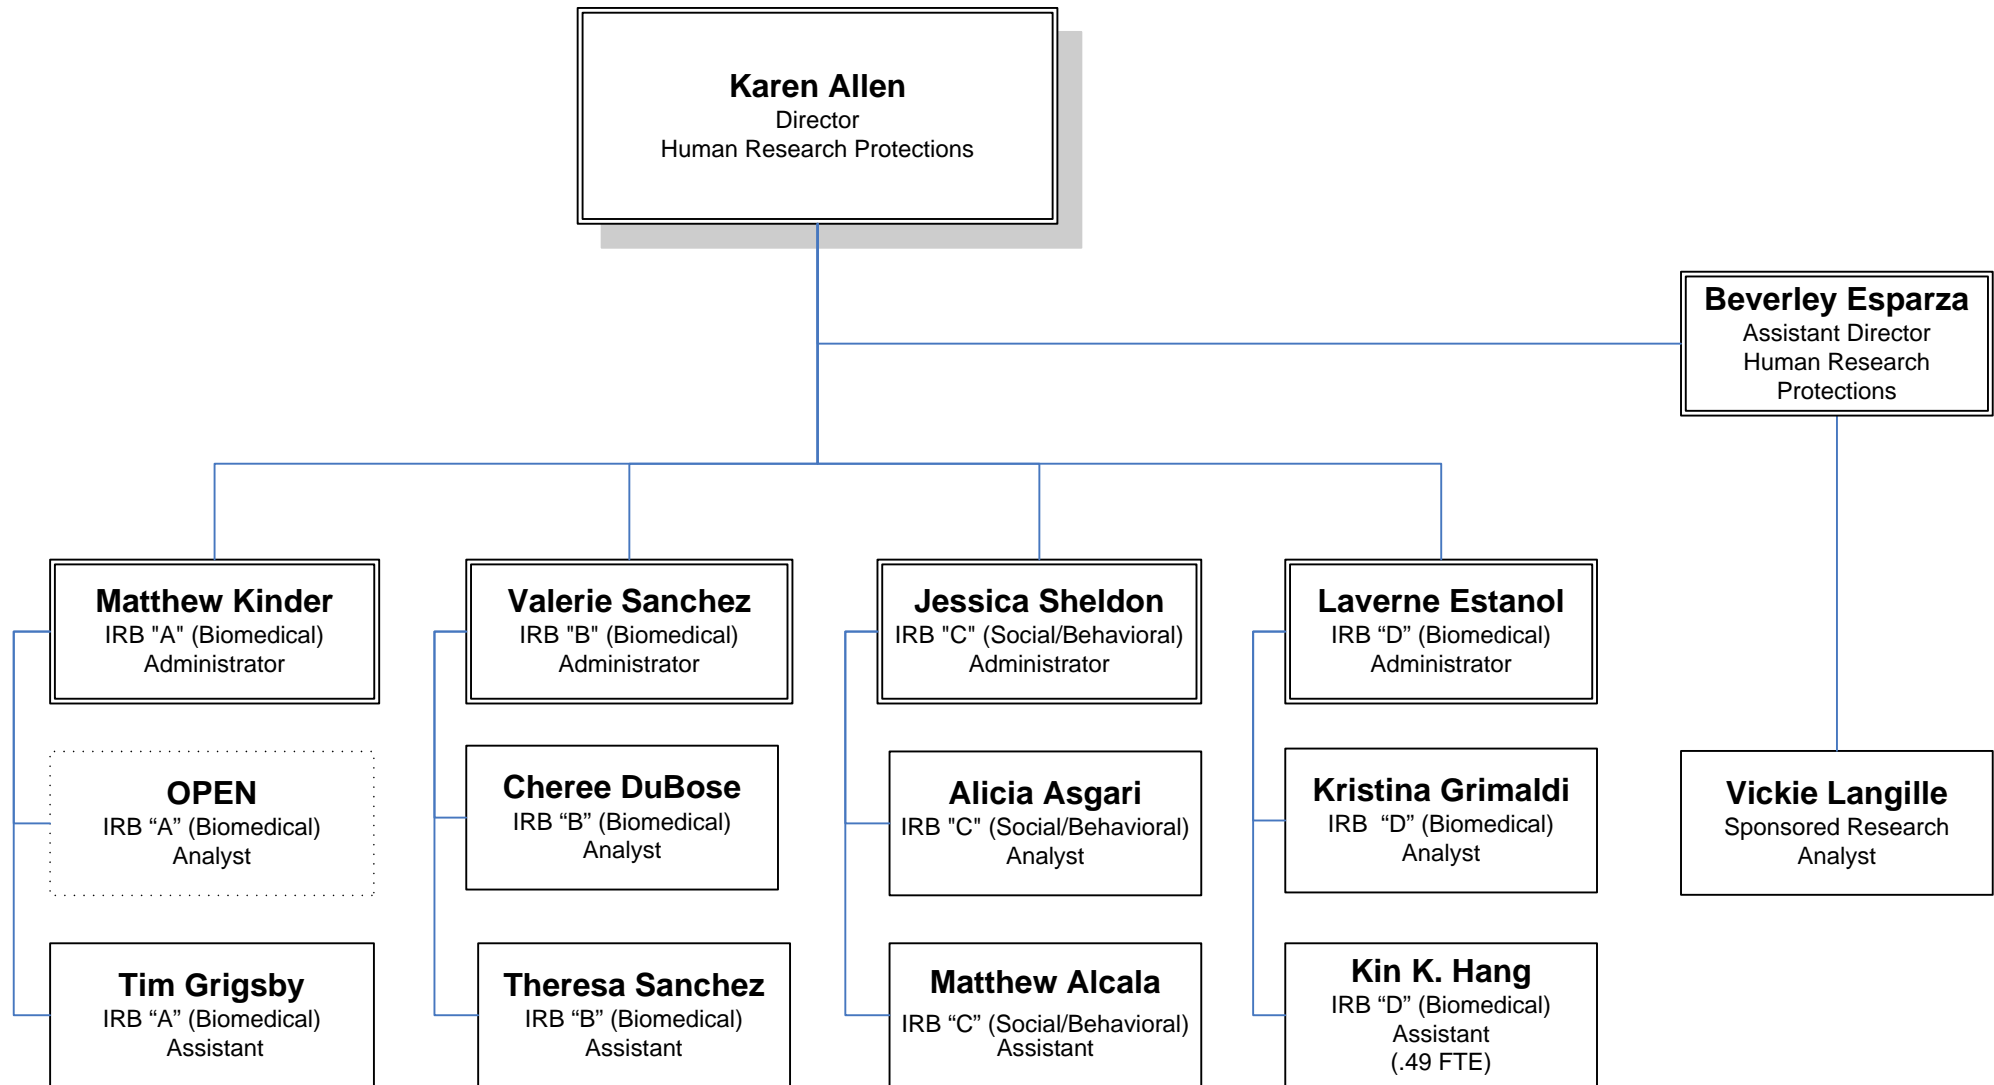 Karen Allen
Director
Human Research Protections
Beverley Esparza
Assistant Director
Human Research
Protections
Matthew Kinder
IRB "A" (Biomedical)
Administrator
Valerie Sanchez
IRB "B" (Biomedical)
Administrator
Jessica Sheldon
IRB "C" (Social/Behavioral)
Administrator
Laverne Estanol
IRB “D” (Biomedical)
Administrator
OPEN
IRB “A” (Biomedical)
Analyst
Cheree DuBose
IRB “B” (Biomedical)
Analyst
Alicia Asgari
IRB "C" (Social/Behavioral)
Analyst
Kristina Grimaldi
IRB “D” (Biomedical)
Analyst
Vickie Langille
Sponsored Research
Analyst
Tim Grigsby
IRB “A” (Biomedical)
Assistant
Theresa Sanchez
IRB “B” (Biomedical)
Assistant
Matthew Alcala
IRB “C” (Social/Behavioral)
Assistant
Kin K. Hang
IRB “D” (Biomedical)
Assistant
(.49 FTE)